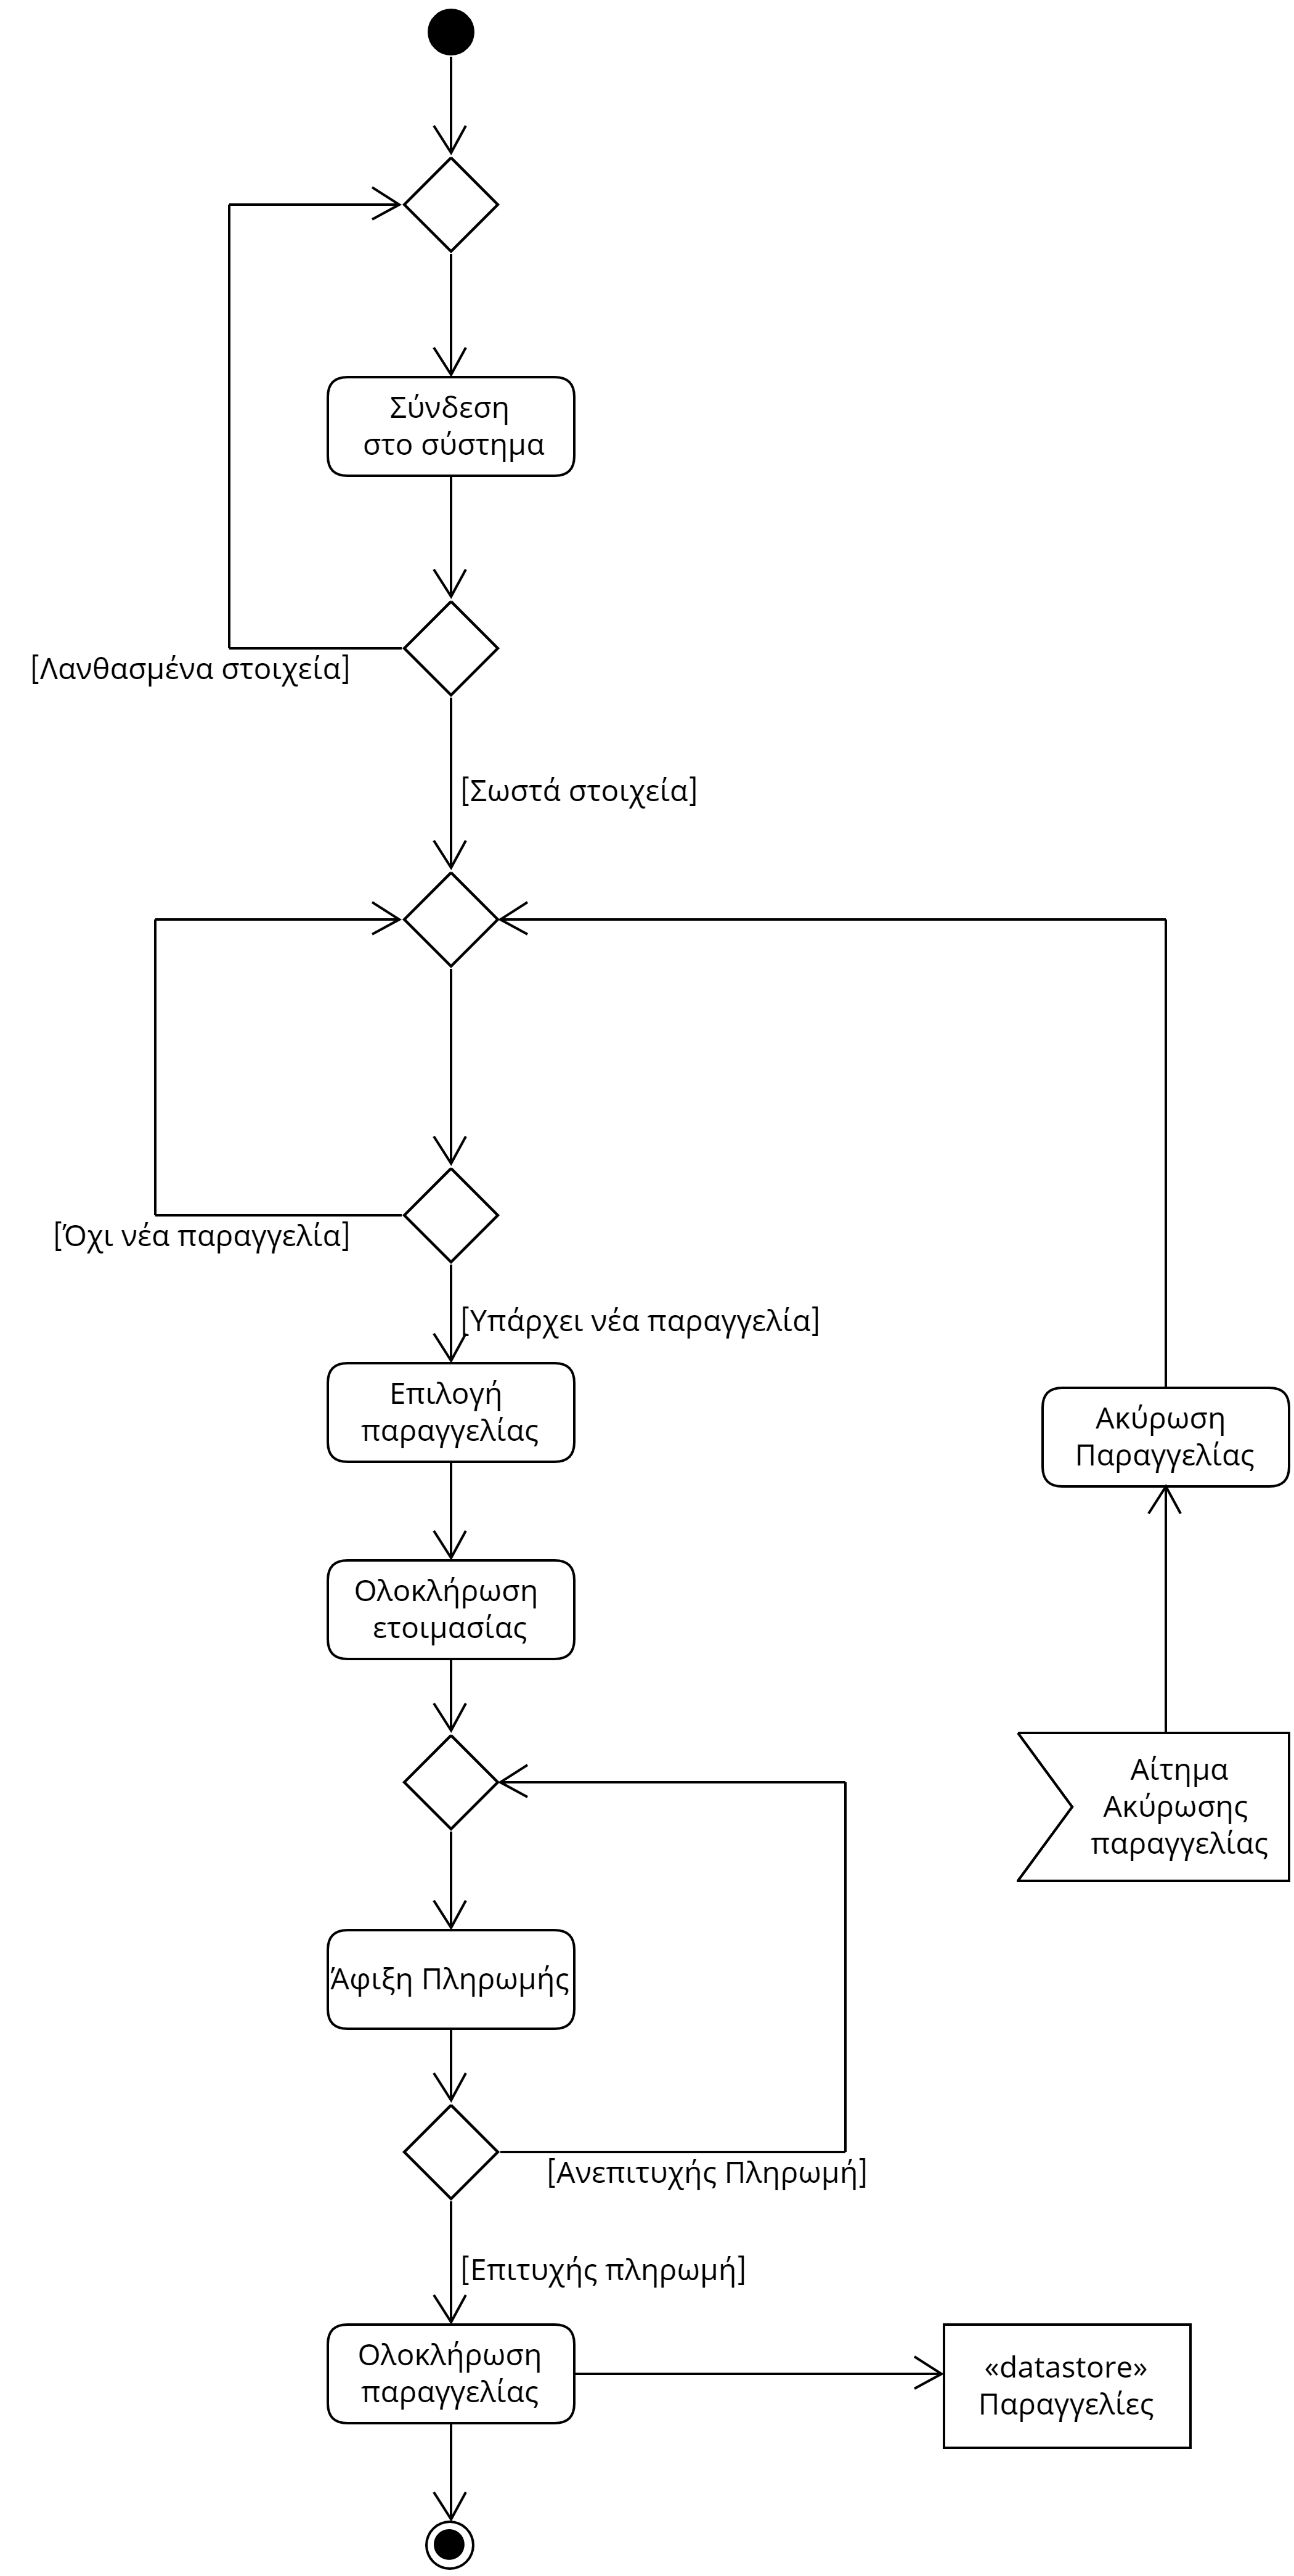 Σύνδεση
στο σύστημα
[Λανθασμένα στοιχεία]
[Σωστά στοιχεία]
[Όχι νέα παραγγελία]
[Υπάρχει νέα παραγγελία]
Επιλογή
παραγγελίας
Ακύρωση
Παραγγελίας
Ολοκλήρωση
ετοιμασίας
Αίτημα
Ακύρωσης
παραγγελίας
Άφιξη Πληρωμής
[Ανεπιτυχής Πληρωμή]
[Επιτυχής πληρωμή]
Ολοκλήρωση
παραγγελίας
«datastore»
Παραγγελίες